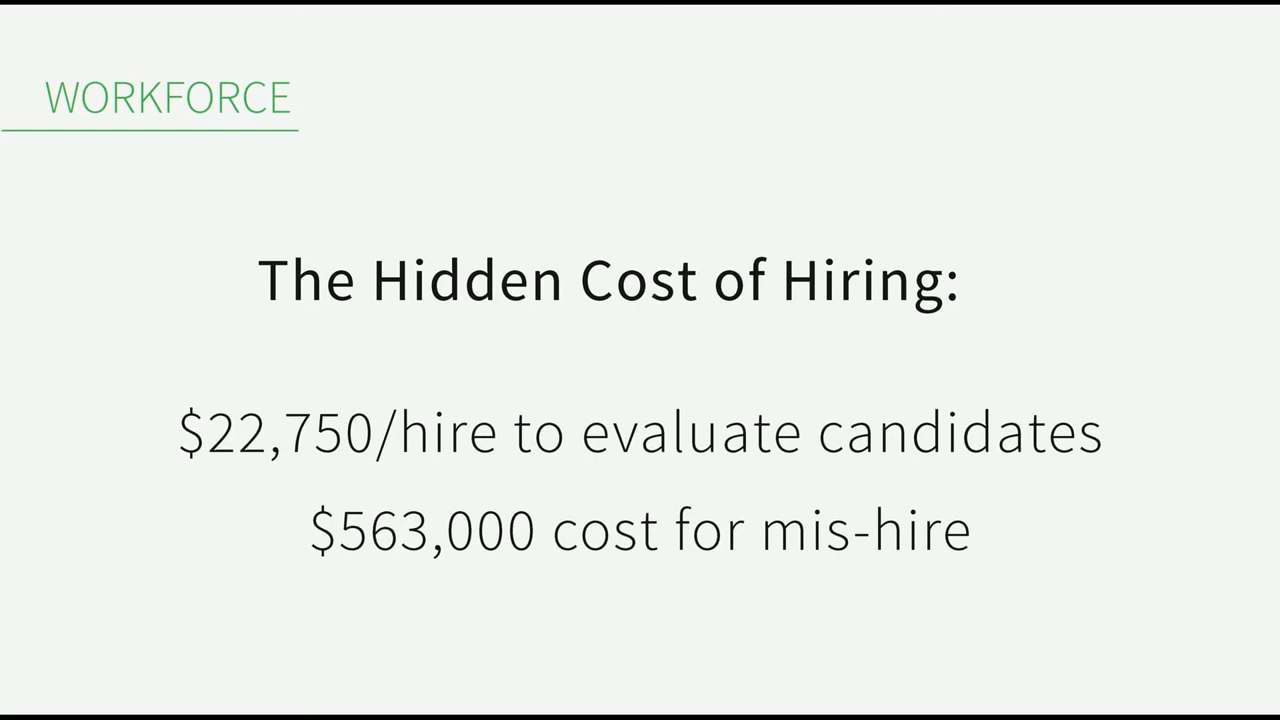 WORKFORCE
The Hidden Cost of Hiring:
$22,750/hire to evaluate candidates
$563,000 cost for mis-hire